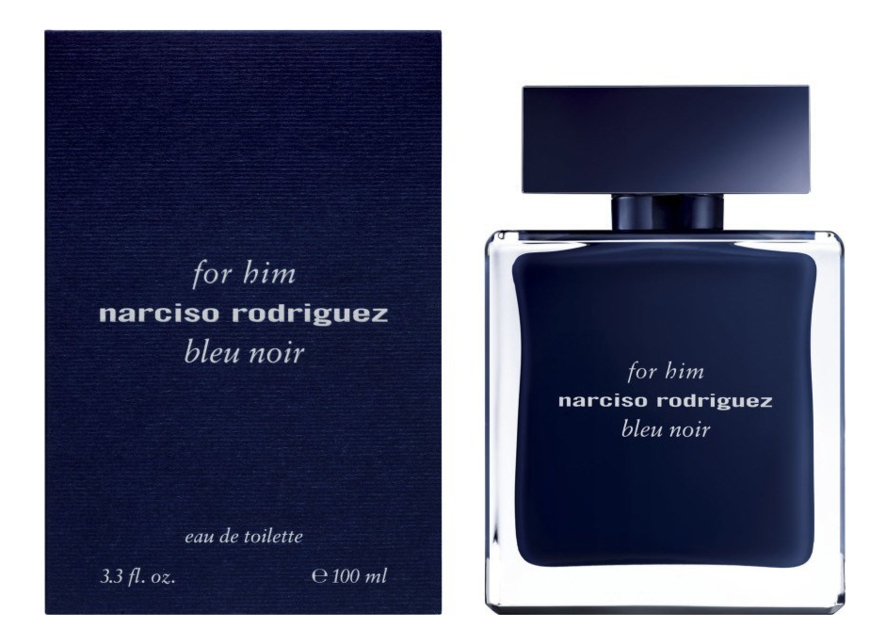 for him
narciso rodriguez
bleu noir
eau de toilette
3.3 fl. oz.
℮ 100 ml
for him
narciso rodriguez
bleu noir